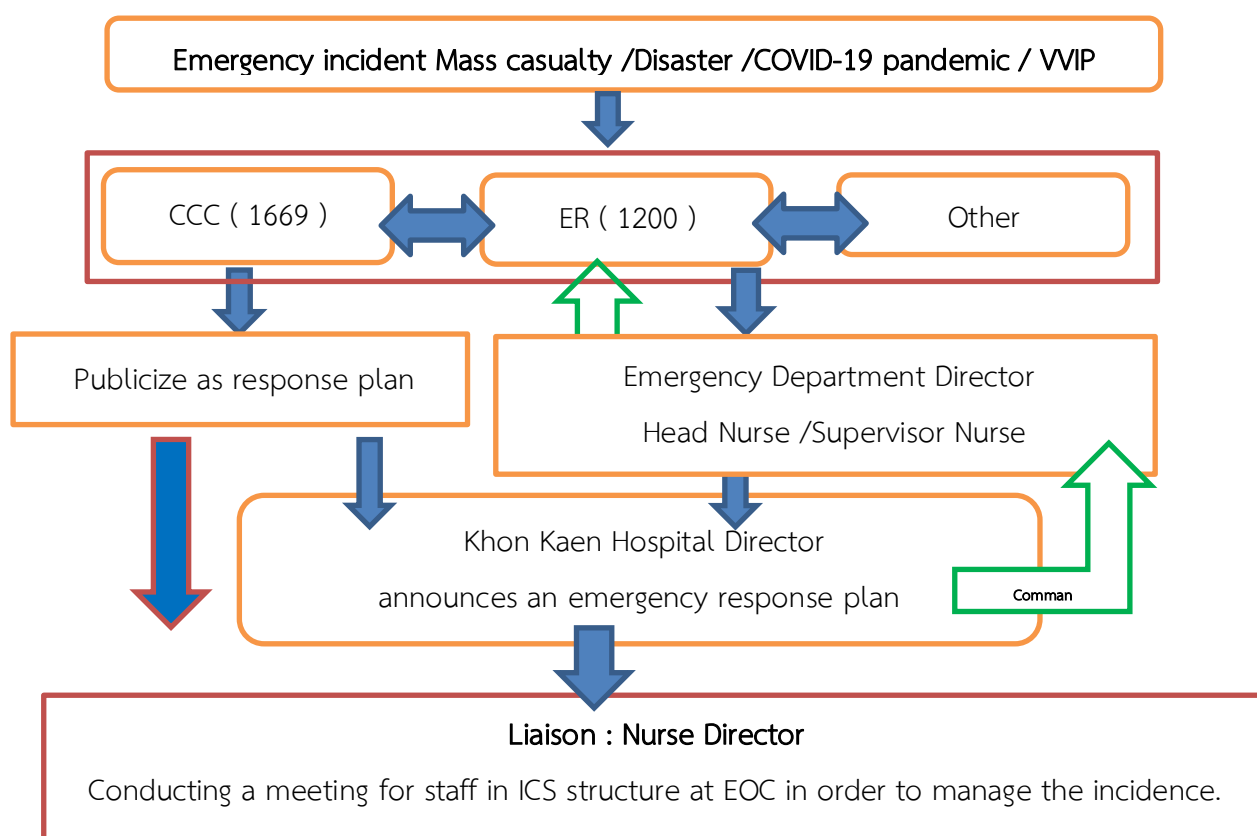 Emergency incident Mass casualty /Disaster /COVID-19 pandemic / VVIP
CCC ( 1669 )
ER ( 1200 )
Other
Publicize as response plan
Emergency Department Director
Head Nurse /Supervisor Nurse
Khon Kaen Hospital Director
announces an emergency response plan
Comman
Liaison : Nurse Director
Conducting a meeting for staff in ICS structure at EOC in order to manage the incidence.